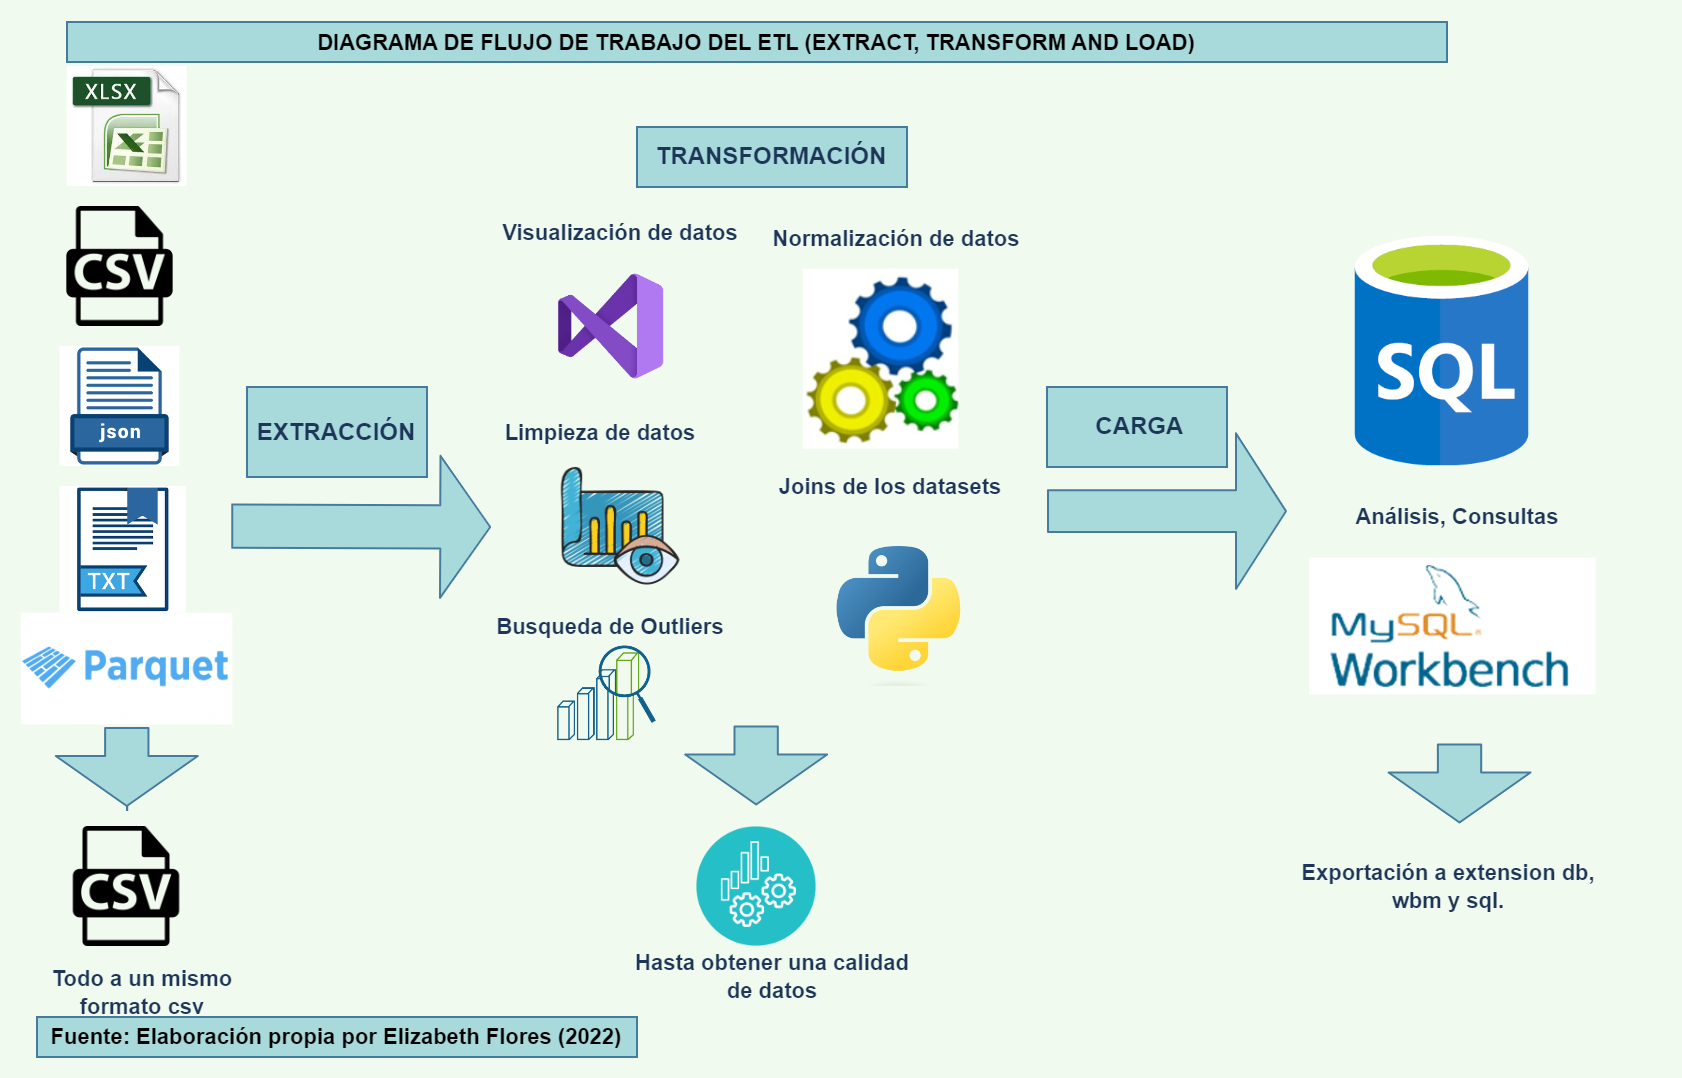 DIAGRAMA DE FLUJO DE TRABAJO DEL ETL (EXTRACT, TRANSFORM AND LOAD)
XLSX
CSV
json
TXT
Parquet
EXTRACCIÓN
CSV
Todo a un mismo
formato csv
TRANSFORMACIÓN
Visualización de datos
Normalización de datos
Limpieza de datos
Joins de los datasets
Busqueda de Outliers
Hasta obtener una calidad
de datos
CARGA
SQL
Análisis, Consultas
MySQL®
Workbench
Exportación a extension db,
wbm y sql.
Fuente: Elaboración propia por Elizabeth Flores (2022)